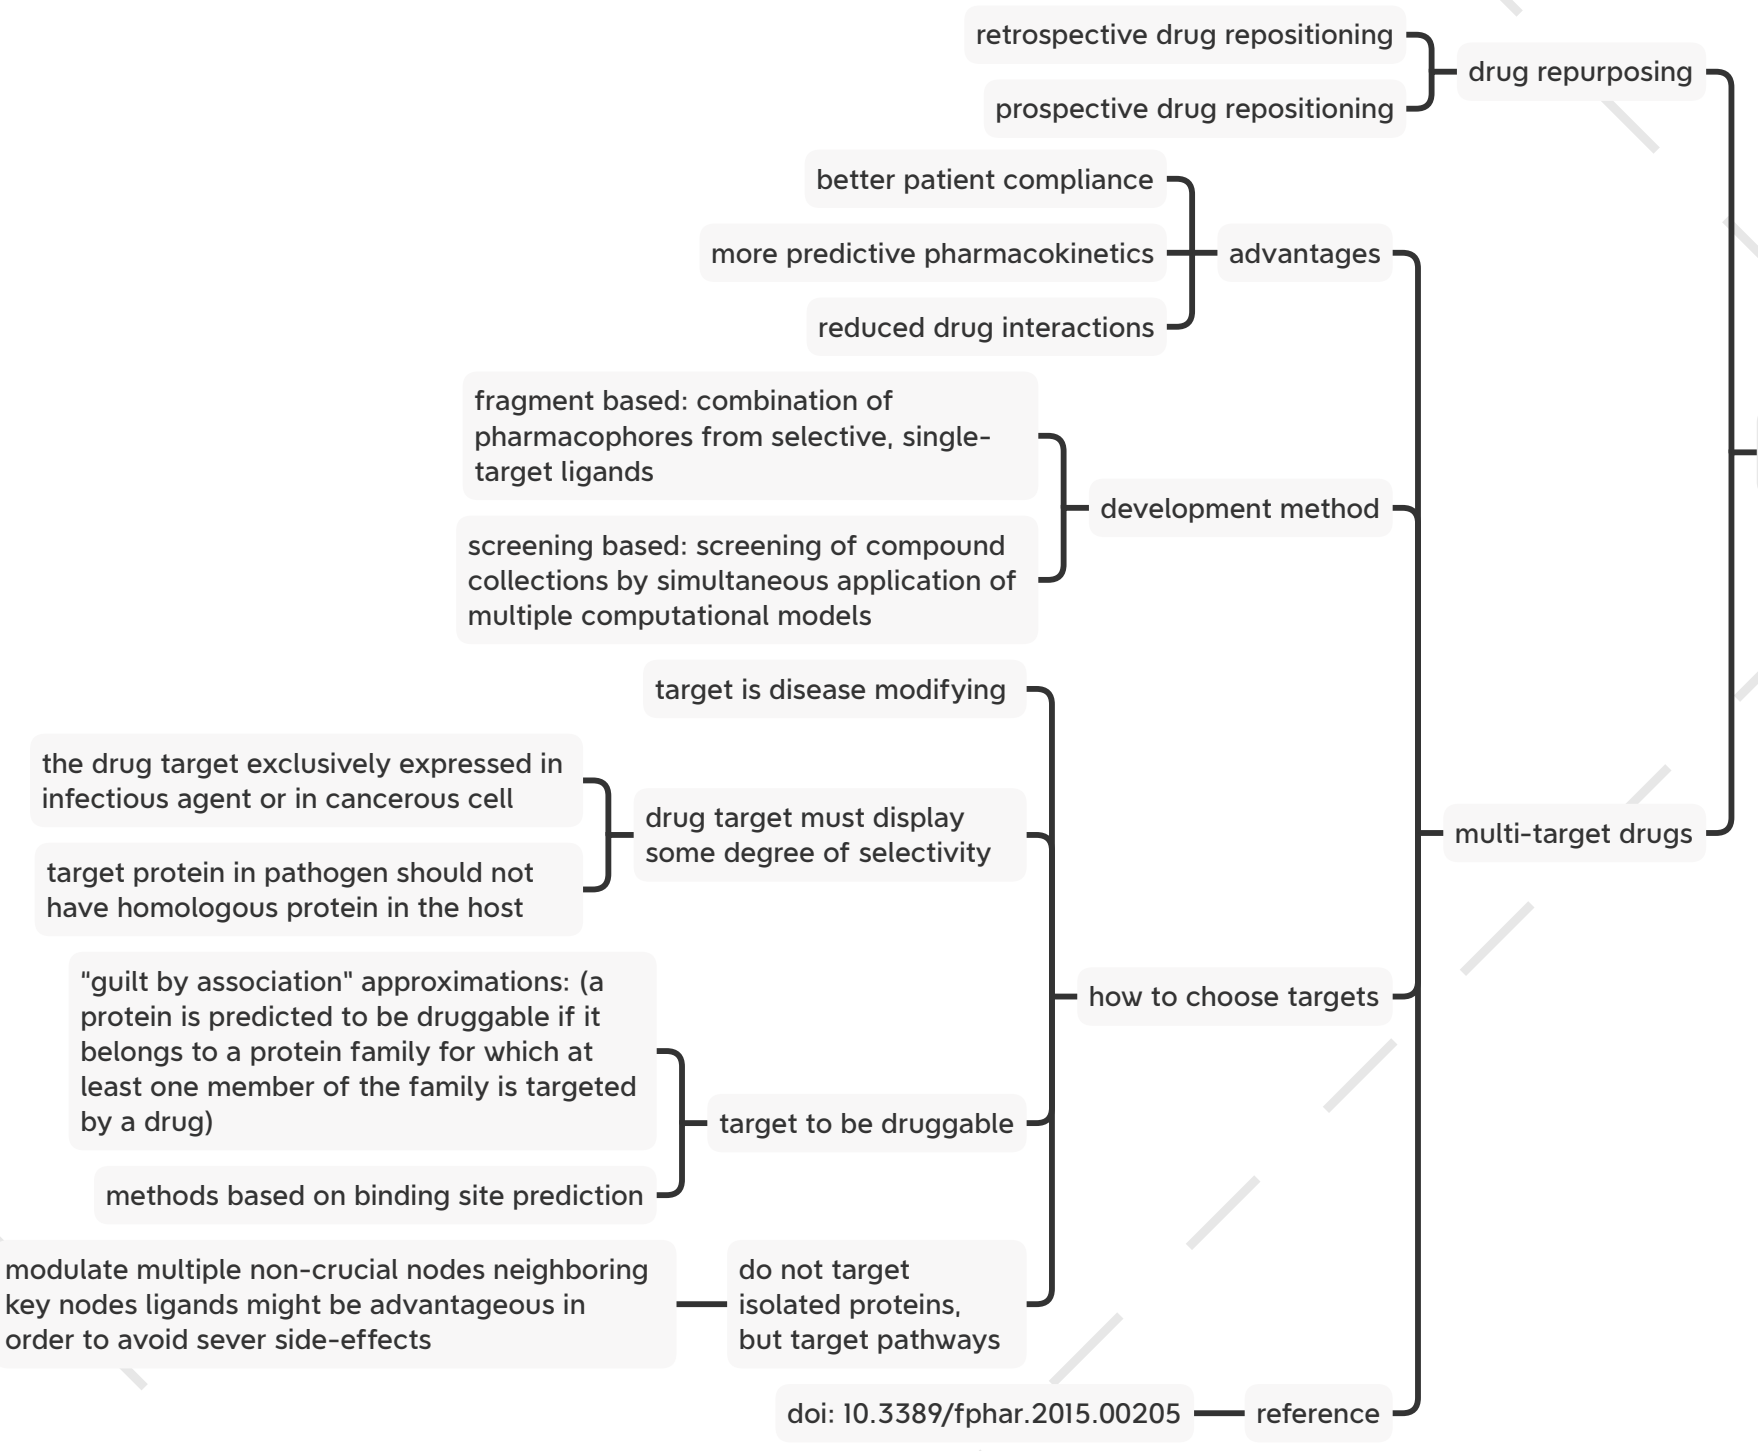 retrospective drug repositioning
drug repurposing
prospective drug repositioning
better patient compliance
more predictive pharmacokinetics
advantages
reduced drug interactions
fragment based: combination of
pharmacophores from selective, single-
target ligands
development method
screening based: screening of compound
collections by simultaneous application of
multiple computational models
target is disease modifying
the drug target exclusively expressed in
infectious agent or in cancerous cell
drug target must display
some degree of selectivity
multi-target drugs
target protein in pathogen should not
have homologous protein in the host
"guilt by association" approximations: (a
protein is predicted to be druggable if it
belongs to a protein family for which at
least one member of the family is targeted
by a drug)
how to choose targets
target to be druggable
methods based on binding site prediction
modulate multiple non-crucial nodes neighboring
key nodes ligands might be advantageous in
order to avoid sever side-effects
do not target
isolated proteins,
but target pathways
doi: 10.3389/fphar.2015.00205
reference